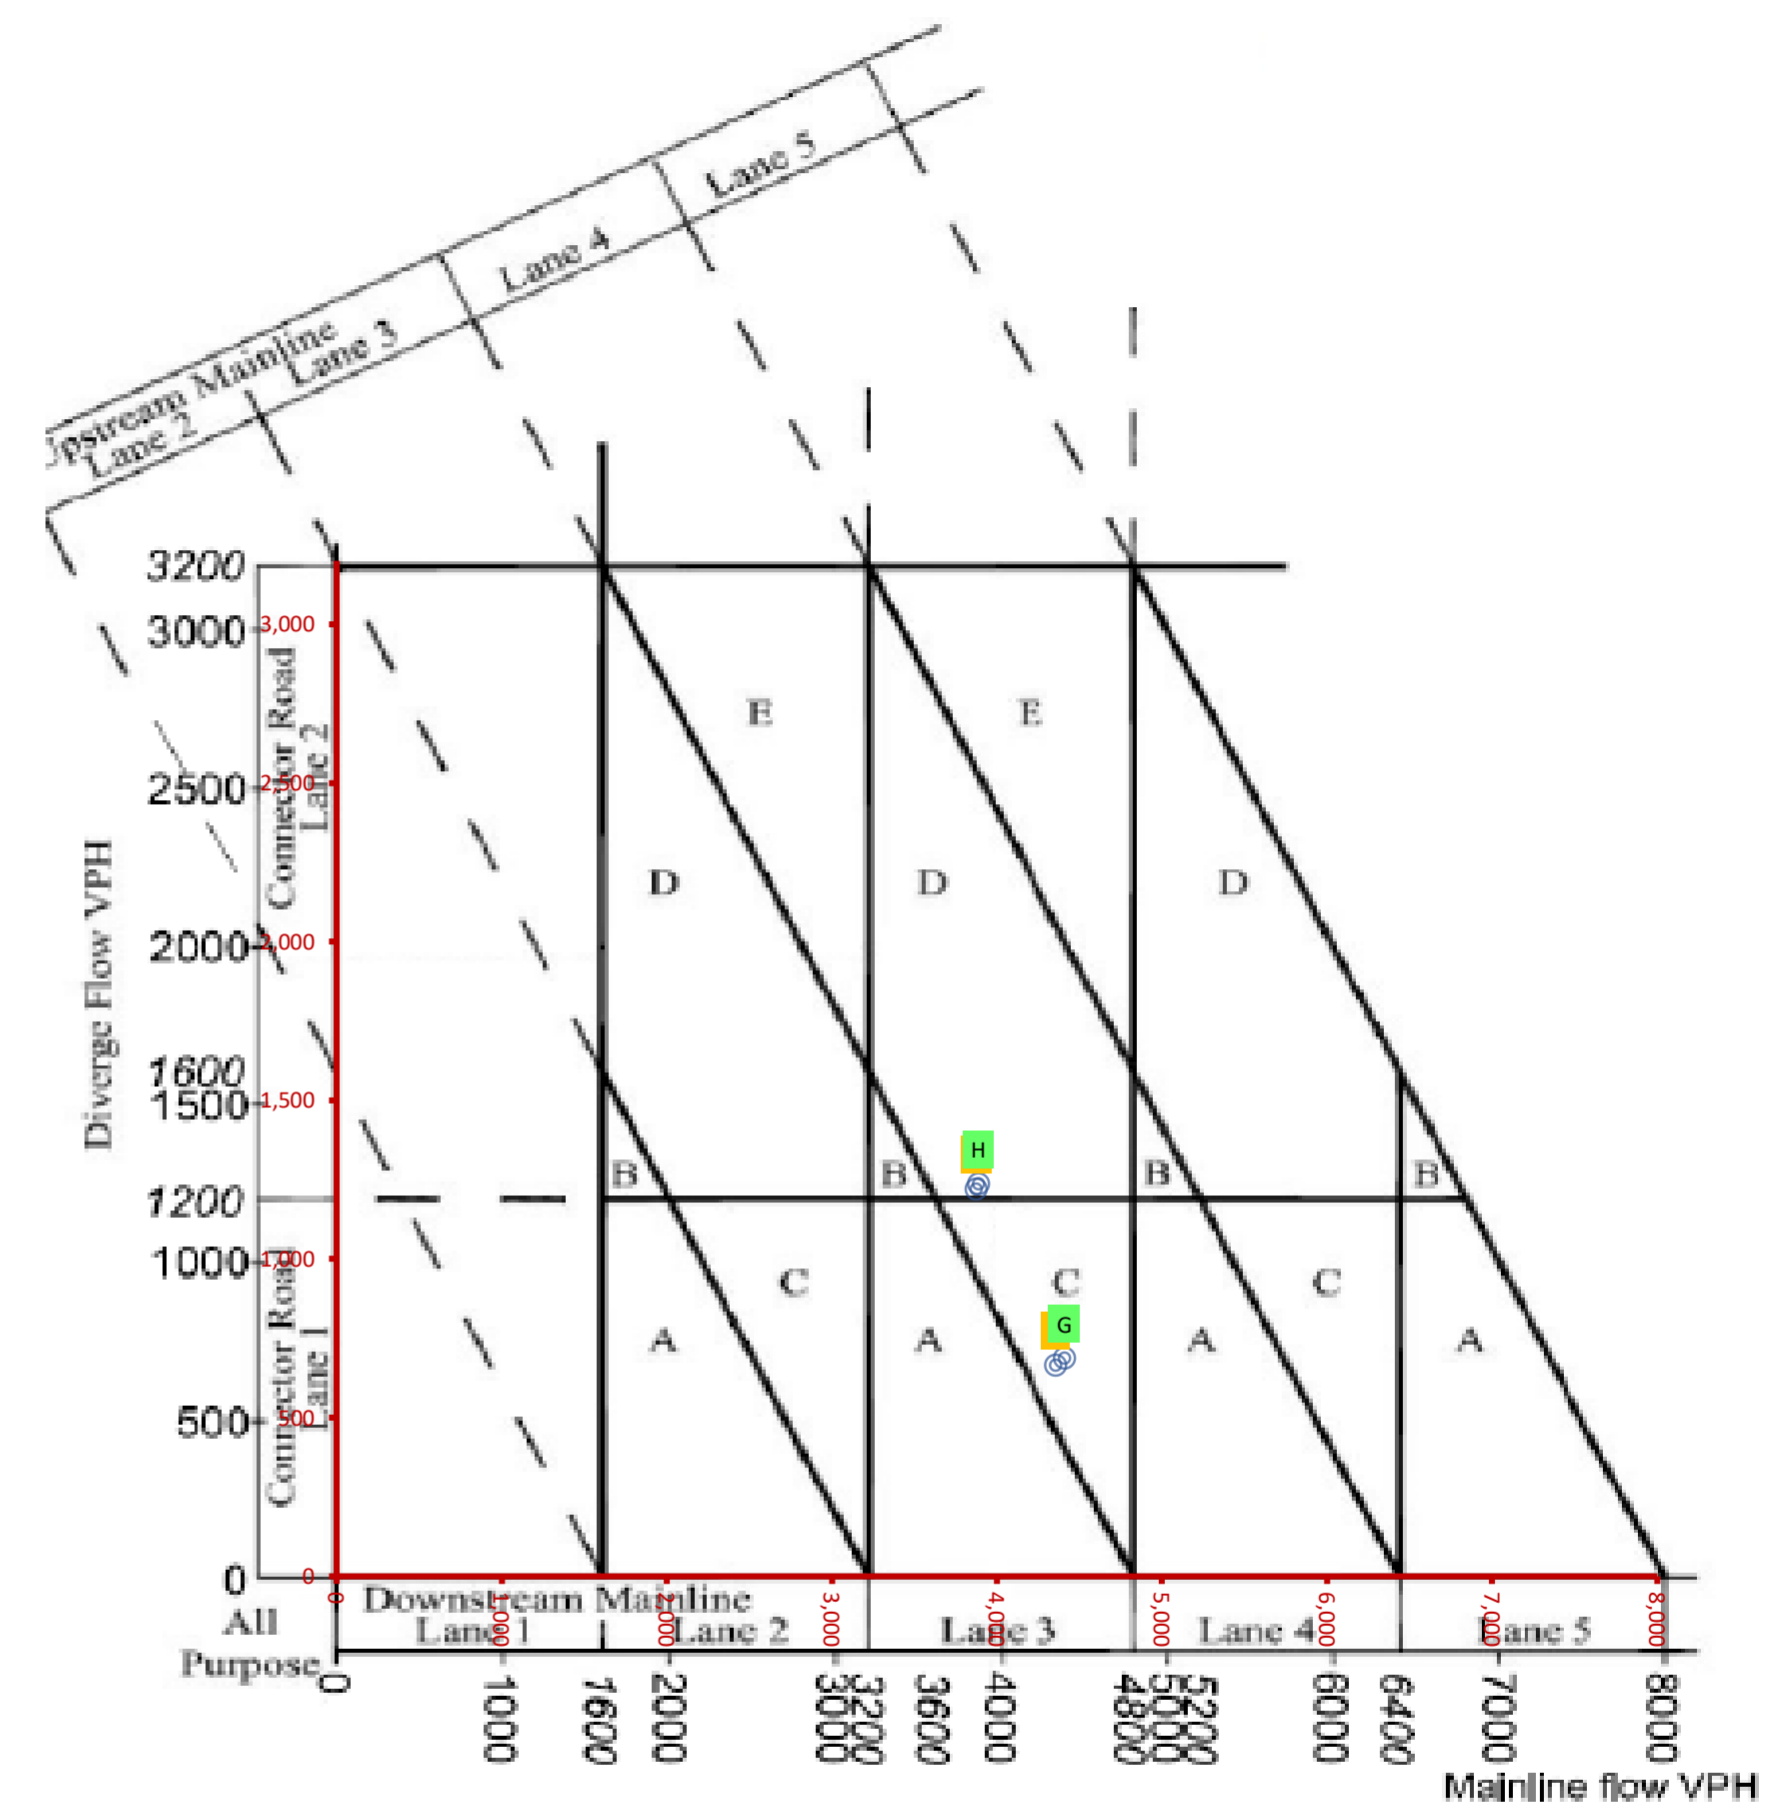 Lane 5
Lane 4
Lane 3
Upstream Mainline
Lane 2
3200
3000
2500
2000
1600
1500
1200
1000
500
0
Diverge Flow VPH
Connector Road
Lane 2
Connector Road
Lane 1
3,000
2,500
2,000
1,500
1,000
500
0
E
E
D
D
D
H
B
B
B
B
C
C
C
G
A
A
A
A
0
1,000
2,000
3,000
4,000
5,000
6,000
7,000
8,000
Downstream Mainline
Lane 1
Lane 2
Lane 3
Lane 4
Lane 5
All
Purpose
0
1000
1600
2000
3000
3200
3600
4000
4800
5000
5200
6000
6400
7000
8000
Mainline flow VPH